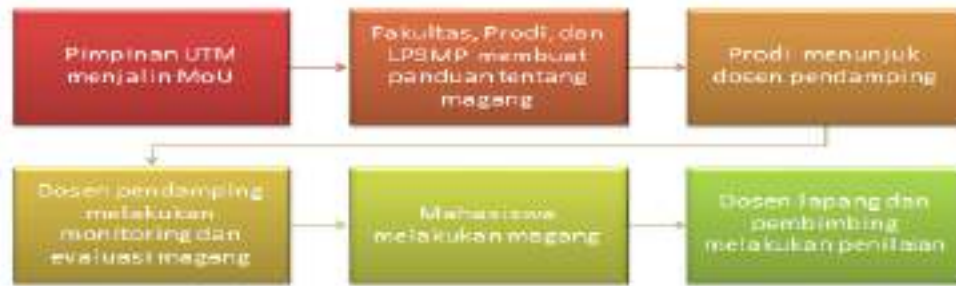 Pimpinan UTM
menjalin MoU
Fakultas, Prodi, dan
LP3MP membuat
panduan tentang
magang
Prodi menunjuk
dosen pendamping
Dosen pendamping
melakukan
monitoring dan
evaluasi magang
Mahasiswa
melakukan magang
Dosen lapang dan
pembimbing
melakukan penilaian